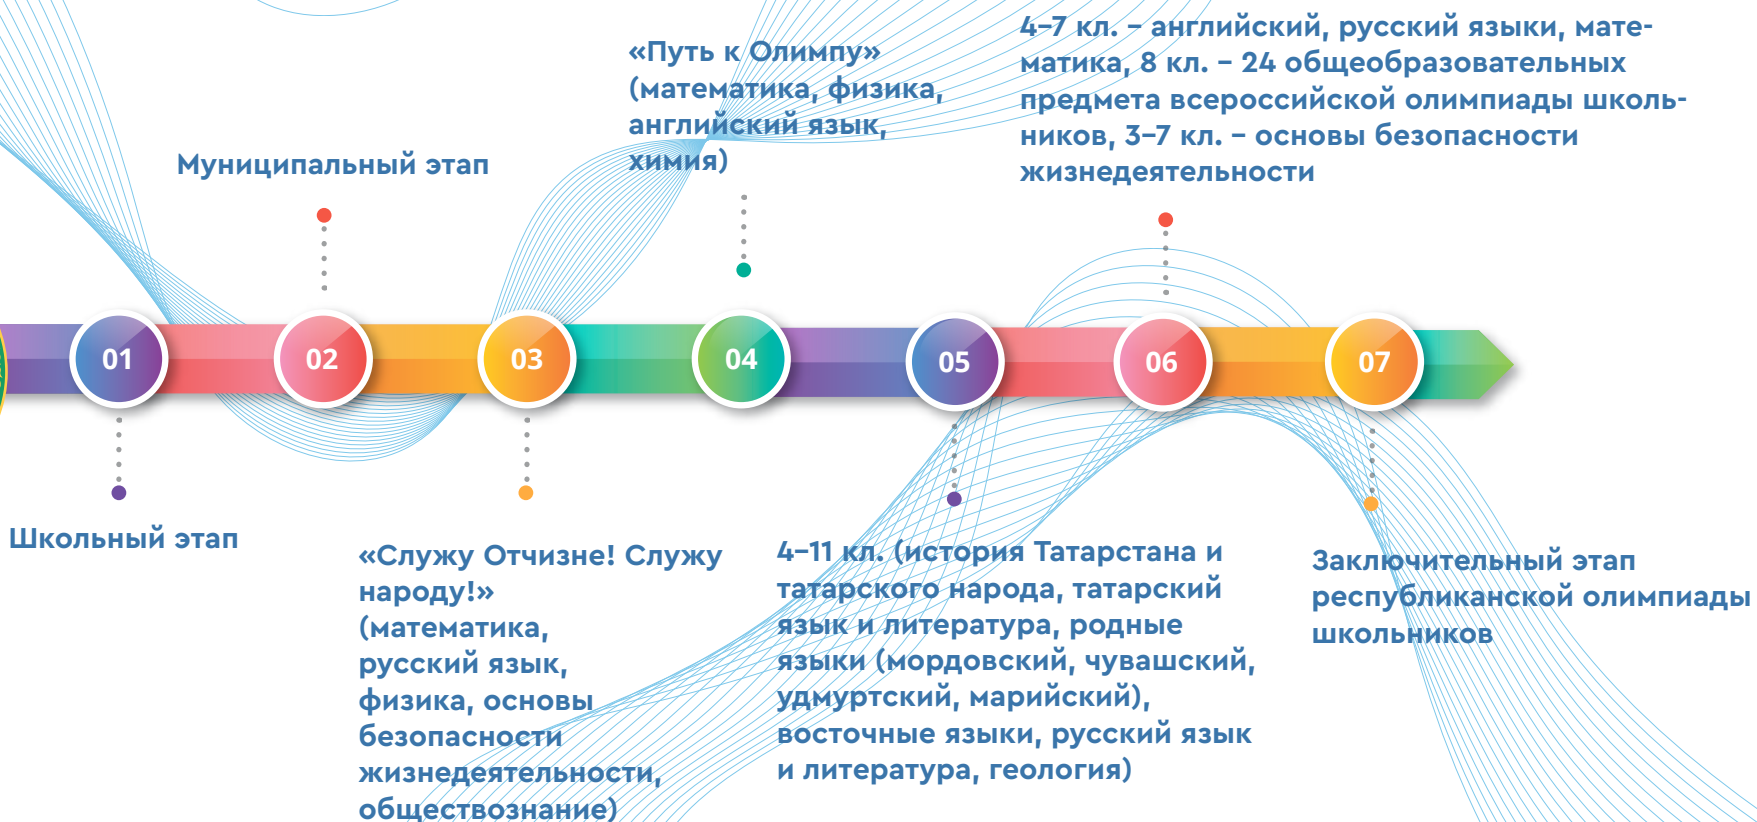 01
Школьный этап
02
Муниципальный этап
03
«Служу Отчизне! Служу
народу!»
(математика,
русский язык,
физика, основы
безопасности
жизнедеятельности,
обществознание)
04
«Путь к Олимпу»
(математика, физика,
английский язык,
химия)
05
4–11 кл. (история Татарстана и
татарского народа, татарский
язык и литература, родные
языки (мордовский, чувашский,
удмуртский, марийский),
восточные языки, русский язык
и литература, геология)
06
4–7 кл. – английский, русский языки, мате-
матика, 8 кл. – 24 общеобразовательных
предмета всероссийской олимпиады школь-
ников, 3–7 кл. – основы безопасности
жизнедеятельности
07
Заключительный этап
республиканской олимпиады
школьников